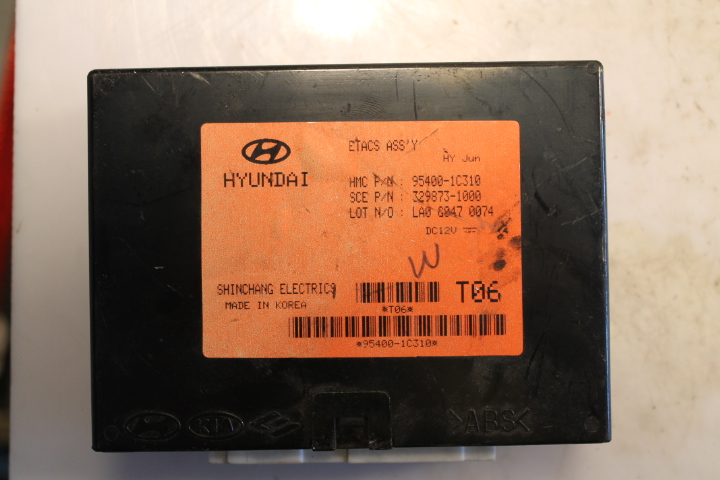 HYUNDAI
ETACS ASS'Y
AY Jun
HMC P/N : 95400-1C310
SCE P/N : 329873-1000
LOT N/O : LA0 6047 0074
DC12V
W
SHINCHANG ELECTRICS
MADE IN KOREA
T06
*T06*
*95400-1C310*
KIA
>ABS<